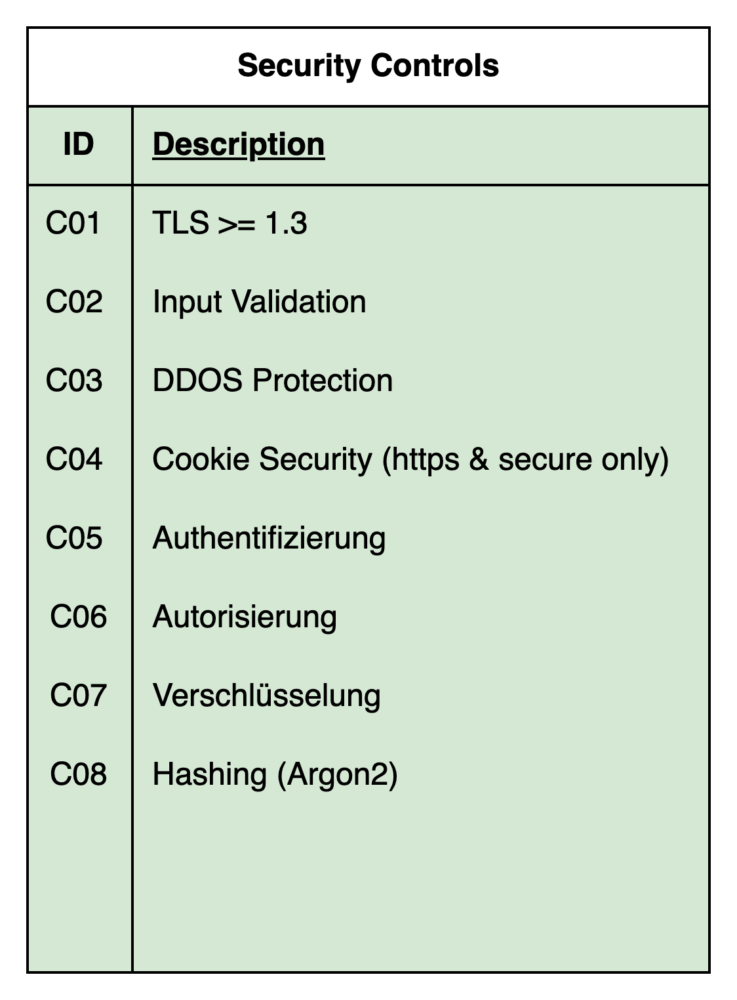 Security Controls
ID Description
C01 TLS >= 1.3
C02 Input Validation
C03 DDOS Protection
C04 Cookie Security (https & secure only)
C05 Authentifizierung
C06 Autorisierung
C07 Verschlüsselung
C08 Hashing (Argon2)